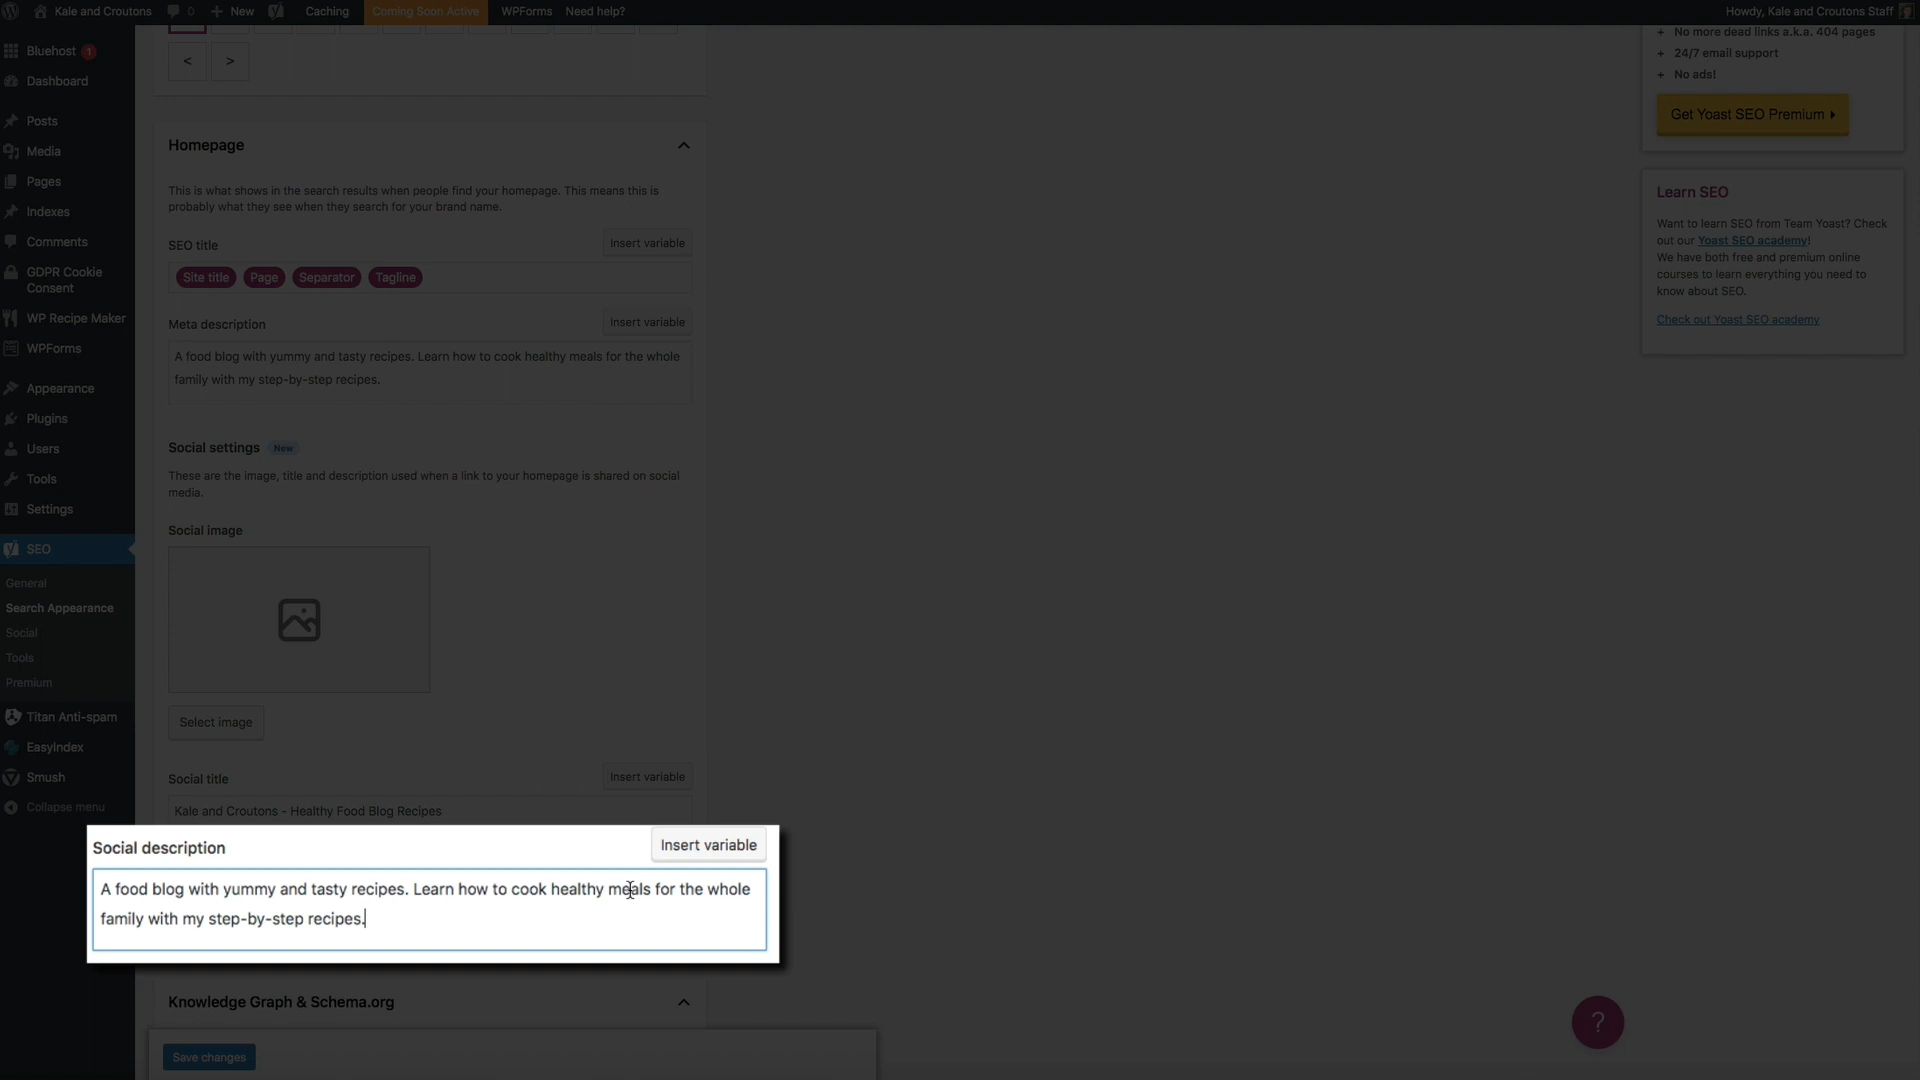 Kale and Croutons 0 New Caching Coming Soon Active WPForms Need help? Howdy, Kale and Croutons Staff
Bluehost 1
Dashboard
Posts
Media
Pages
Indexes
Comments
GDPR Cookie
Consent
WP Recipe Maker
WPForms
Appearance
Plugins
Users
Tools
Settings
SEO
General
Search Appearance
Social
Tools
Premium
Titan Anti-spam
EasyIndex
Smush
Collapse menu
< >
Homepage
This is what shows in the search results when people find your homepage. This means this is
probably what they see when they search for your brand name.
SEO title Insert variable
Site title Page Separator Tagline
Meta description Insert variable
A food blog with yummy and tasty recipes. Learn how to cook healthy meals for the whole
family with my step-by-step recipes.
Social settings New
These are the image, title and description used when a link to your homepage is shared on social
media.
Social image
Select image
Social title Insert variable
Kale and Croutons - Healthy Food Blog Recipes
Social description Insert variable
A food blog with yummy and tasty recipes. Learn how to cook healthy meals for the whole
family with my step-by-step recipes.
Knowledge Graph & Schema.org
Save changes
+ No more dead links a.k.a. 404 pages
+ 24/7 email support
+ No ads!
Get Yoast SEO Premium
Learn SEO
Want to learn SEO from Team Yoast? Check
out our Yoast SEO academy!
We have both free and premium online
courses to learn everything you need to
know about SEO.
Check out Yoast SEO academy
?